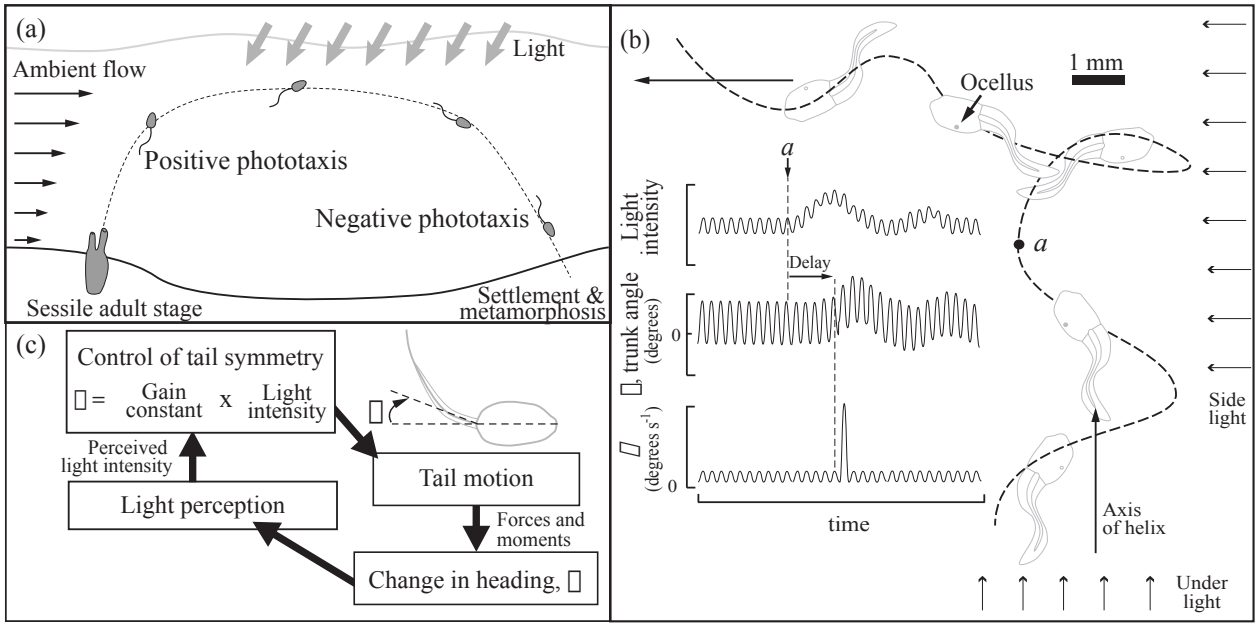 (a)
Light
Ambient flow
Positive phototaxis
Negative phototaxis
Sessile adult stage
Settlement &
metamorphosis
(b)
1 mm
Ocellus
a
Light
intensity
a
Delay
, trunk angle
(degrees)
0
(degrees s-1)
0
time
Side
light
Axis
of helix
Under
light
(c)
Control of tail symmetry
= Gain constant x Light intensity
Perceived
light intensity
Light perception
Tail motion
Forces and
moments
Change in heading,